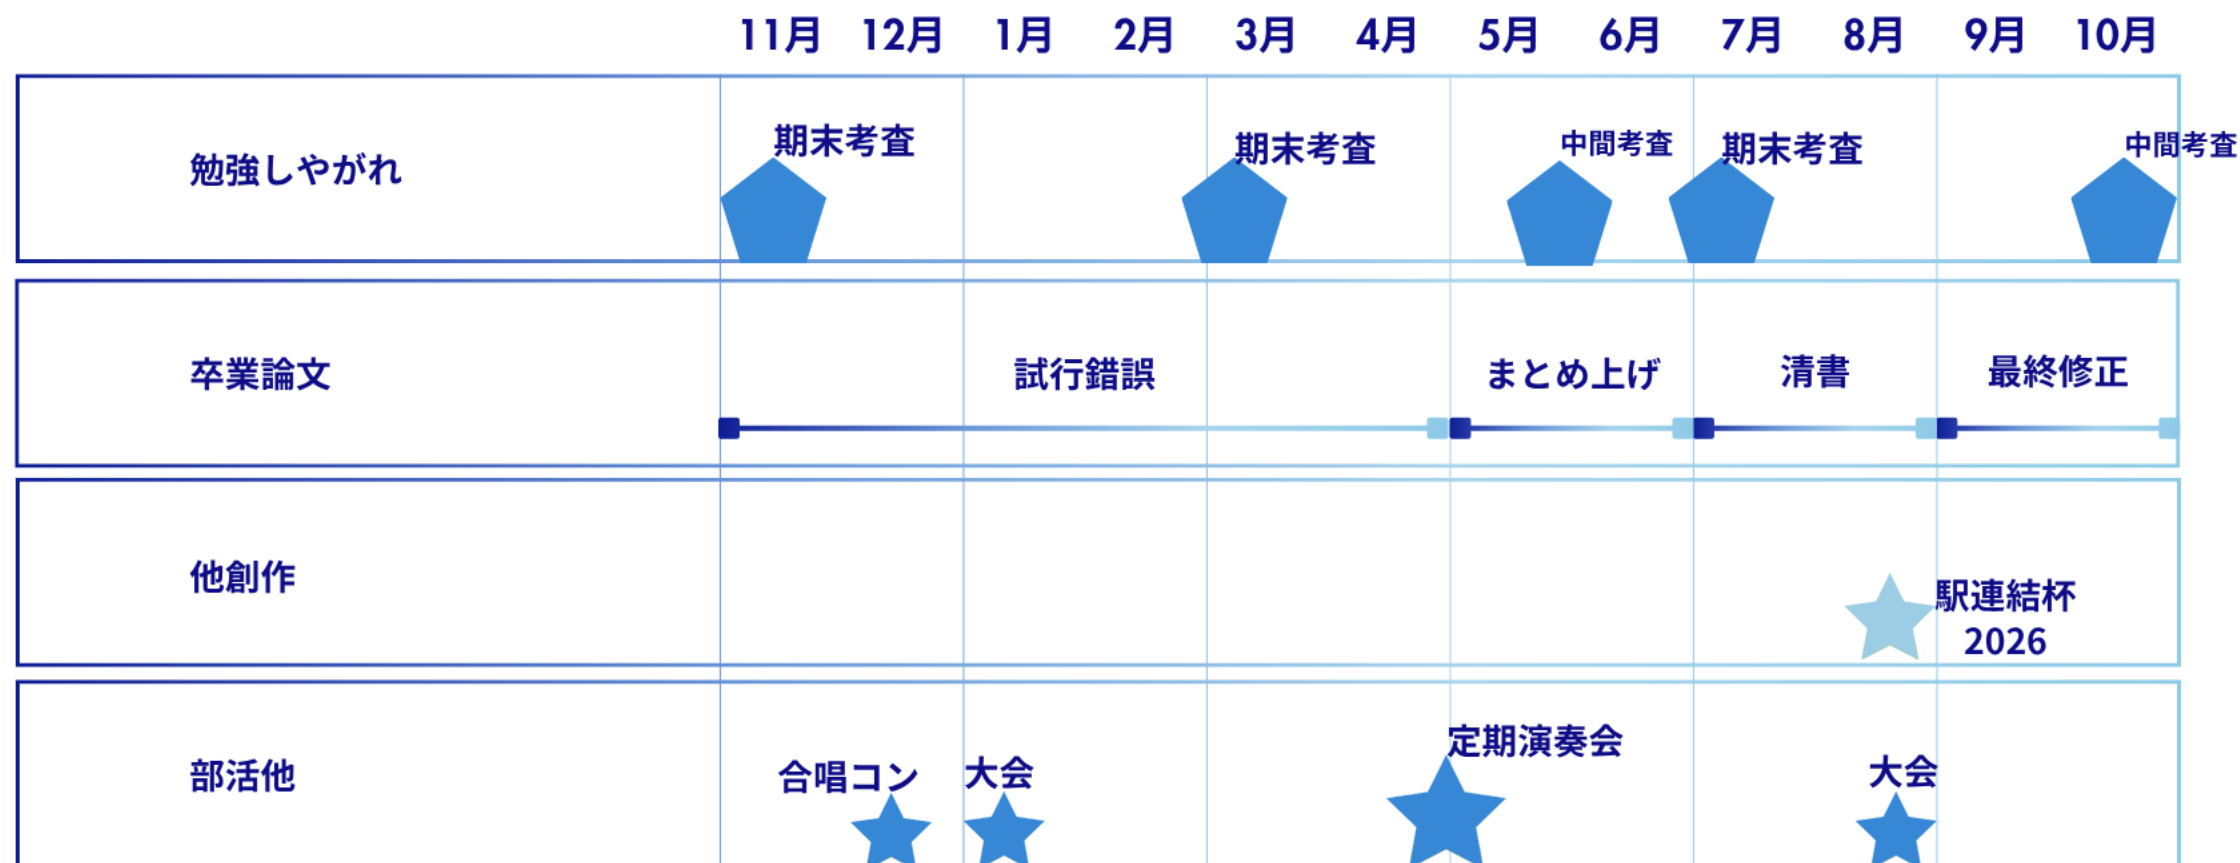 11月 12月 1月 2月 3月 4月 5月 6月 7月 8月 9月 10月
勉強しやがれ
期末考査
期末考査
中間考査
期末考査
中間考査
卒業論文
試行錯誤
まとめ上げ
清書
最終修正
他創作
駅連結杯
2026
部活他
合唱コン
大会
定期演奏会
大会